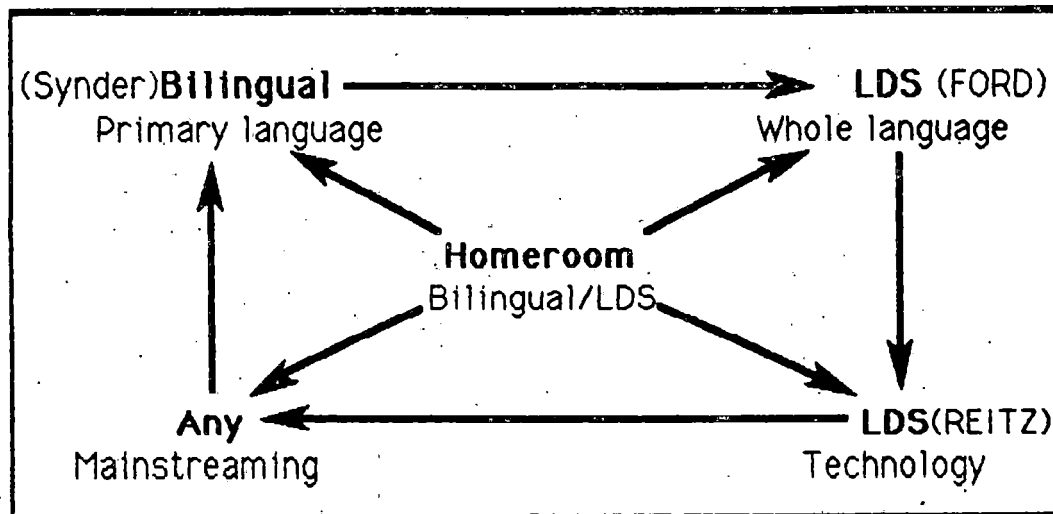 (Synder)Bilingual
Primary language
LDS (FORD)
Whole language
Homeroom
Bilingual/LDS
Any
Mainstreaming
LDS(REITZ)
Technology